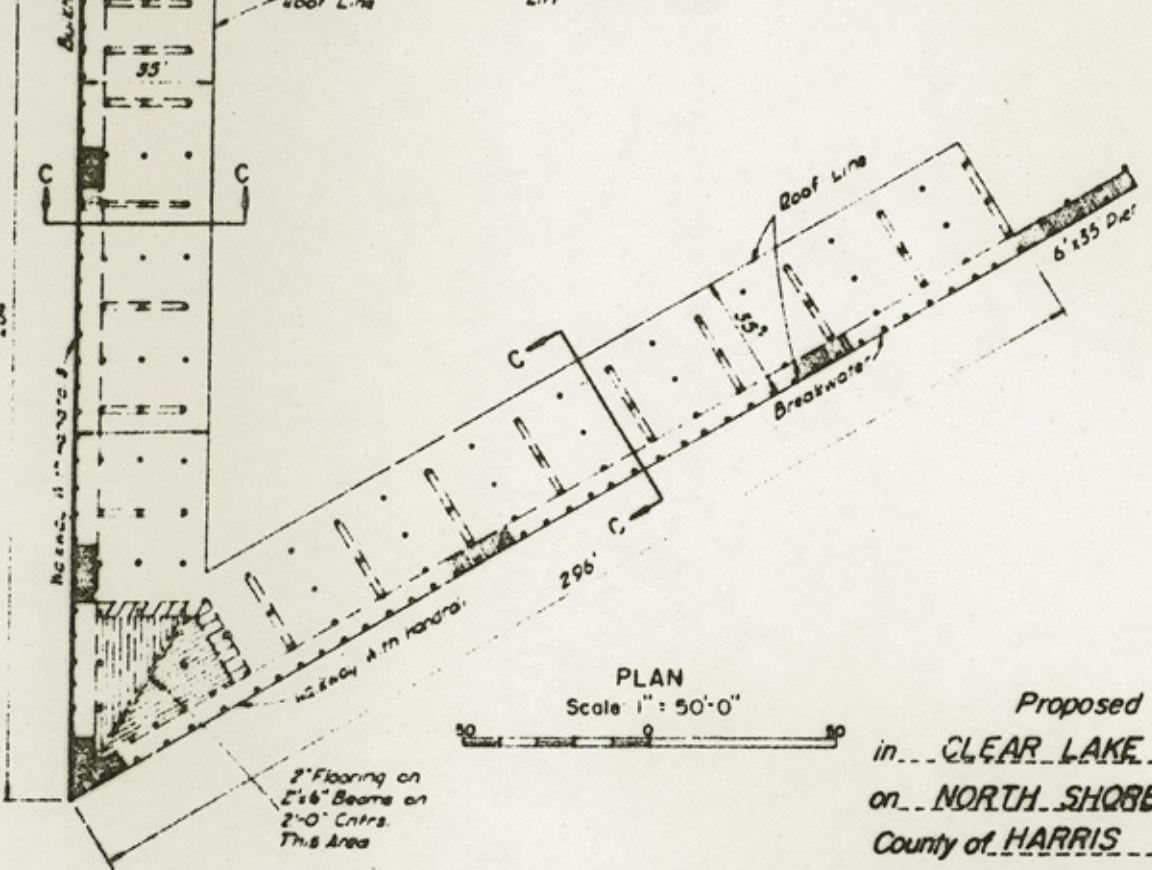 Roof Line
35'
C
C
Roof Line
6'x35' Pier
35'
C
Breakwater
C
296'
Walkway with Handrail
PLAN
Scale 1" = 50'-0"
50
0
50
Proposed
in CLEAR LAKE
on NORTH SHORE
County of HARRIS
2" Flooring on
2'x6" Beams on
2'-0" Cntrs.
This Area